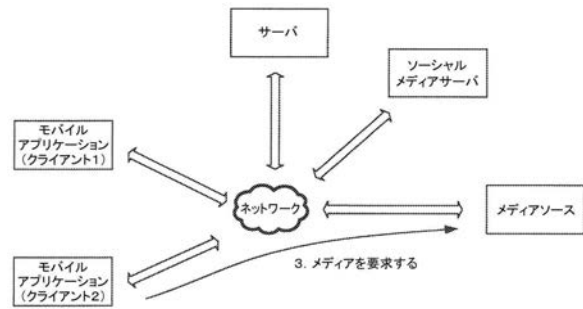 サーバ
ソーシャル
メディアサーバ
モバイル
アプリケーション
(クライアント1)
ネットワーク
メディアソース
モバイル
アプリケーション
(クライアント2)
3. メディアを要求する